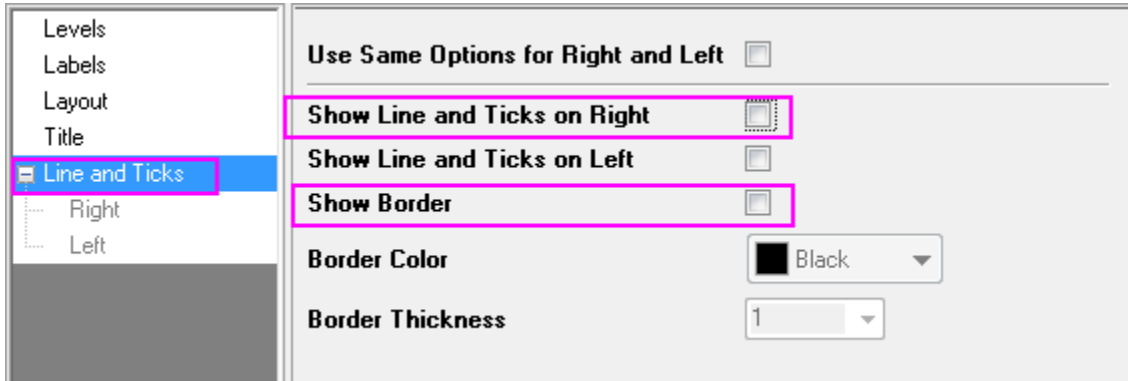 Levels
Labels
Layout
Title
Line and Ticks
Right
Left
Use Same Options for Right and Left
Show Line and Ticks on Right
Show Line and Ticks on Left
Show Border
Border Color Black
Border Thickness 1